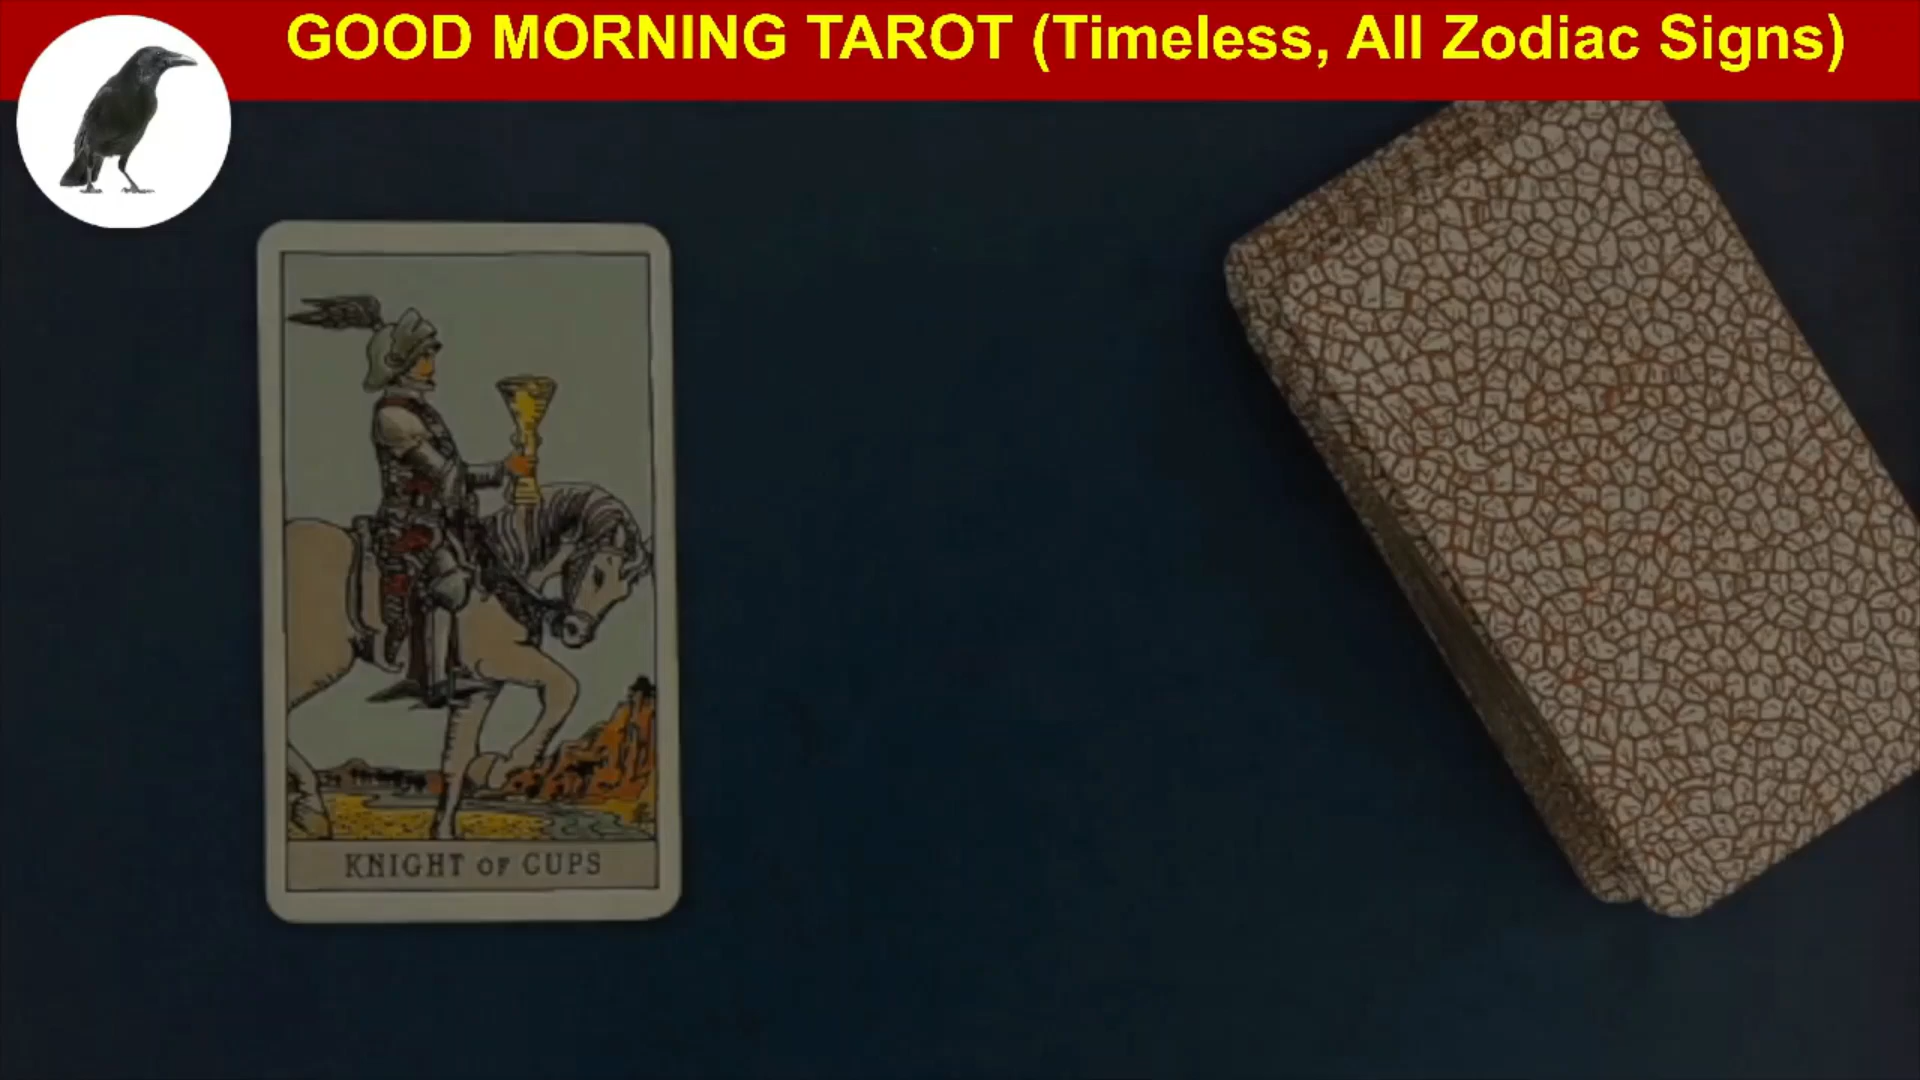 GOOD MORNING TAROT (Timeless, All Zodiac Signs)
KNIGHT OF CUPS